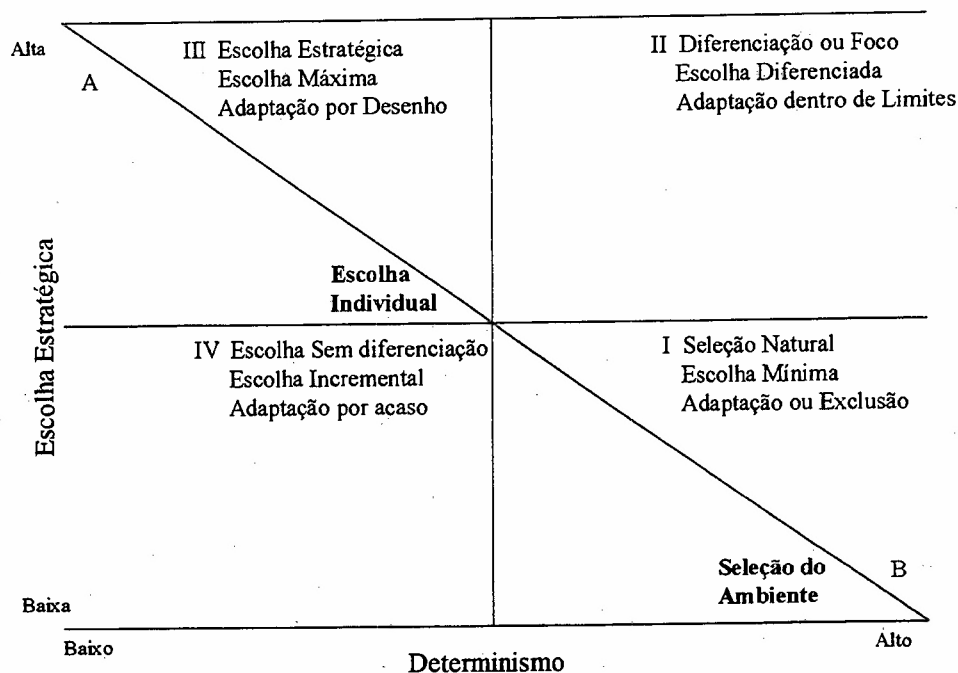 Alta
A
III Escolha Estratégica
Escolha Máxima
Adaptação por Desenho
II Diferenciação ou Foco
Escolha Diferenciada
Adaptação dentro de Limites
Escolha Estratégica
Escolha
Individual
IV Escolha Sem diferenciação
Escolha Incremental
Adaptação por acaso
I Seleção Natural
Escolha Mínima
Adaptação ou Exclusão
Seleção do
Ambiente
B
Baixa
Baixo
Alto
Determinismo